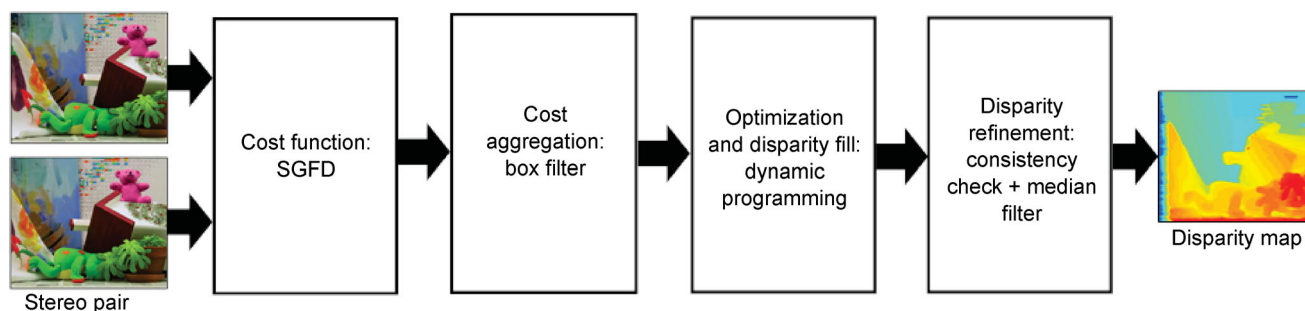 Stereo pair
Cost function:
SGFD
Cost
aggregation:
box filter
Optimization
and disparity fill:
dynamic
programming
Disparity
refinement:
consistency
check + median
filter
Disparity map